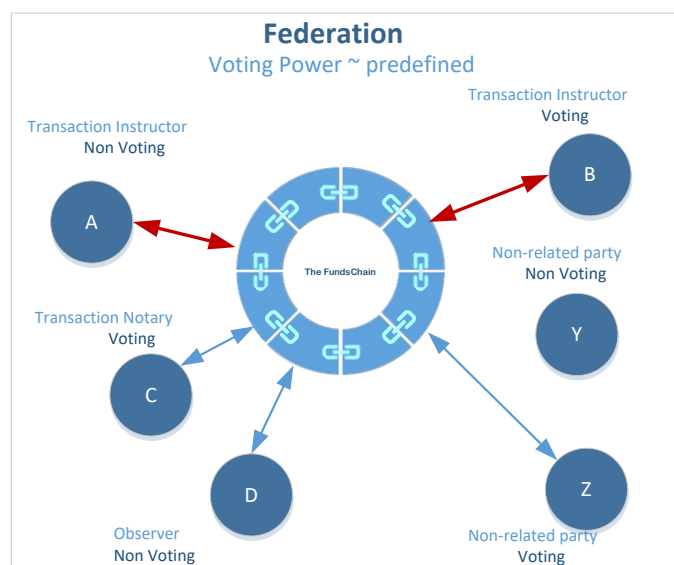 Federation
Voting Power ~ predefined
Transaction Instructor
Non Voting
A
Transaction Instructor
Voting
B
The FundsChain
Non-related party
Non Voting
Y
Transaction Notary
Voting
C
D
Observer
Non Voting
Z
Non-related party
Voting